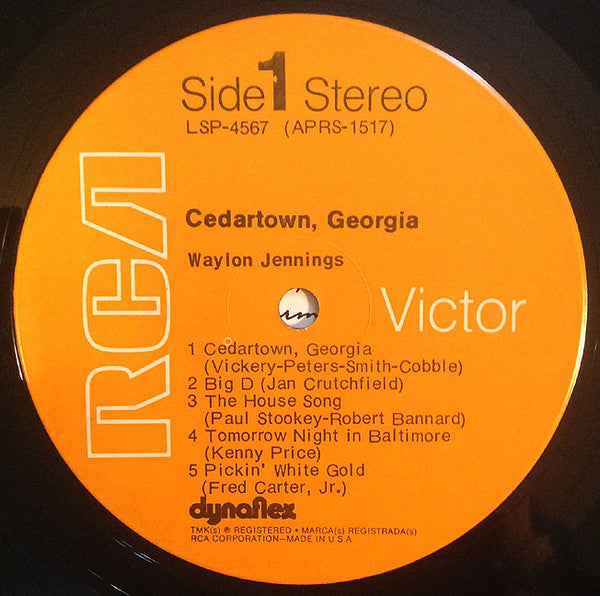 Side 1 Stereo
LSP-4567 (APRS-1517)
RCA
Cedartown, Georgia
Waylon Jennings
Victor
1 Cedartown, Georgia
(Vickery-Peters-Smith-Cobble)
2 Big D (Jan Crutchfield)
3 The House Song
(Paul Stookey-Robert Bannard)
4 Tomorrow Night in Baltimore
(Kenny Price)
5 Pickin' White Gold
(Fred Carter, Jr.)
dynaflex
TMK(s) ® REGISTERED • MARCA(s) REGISTRADA(s)
RCA CORPORATION—MADE IN U.S.A.